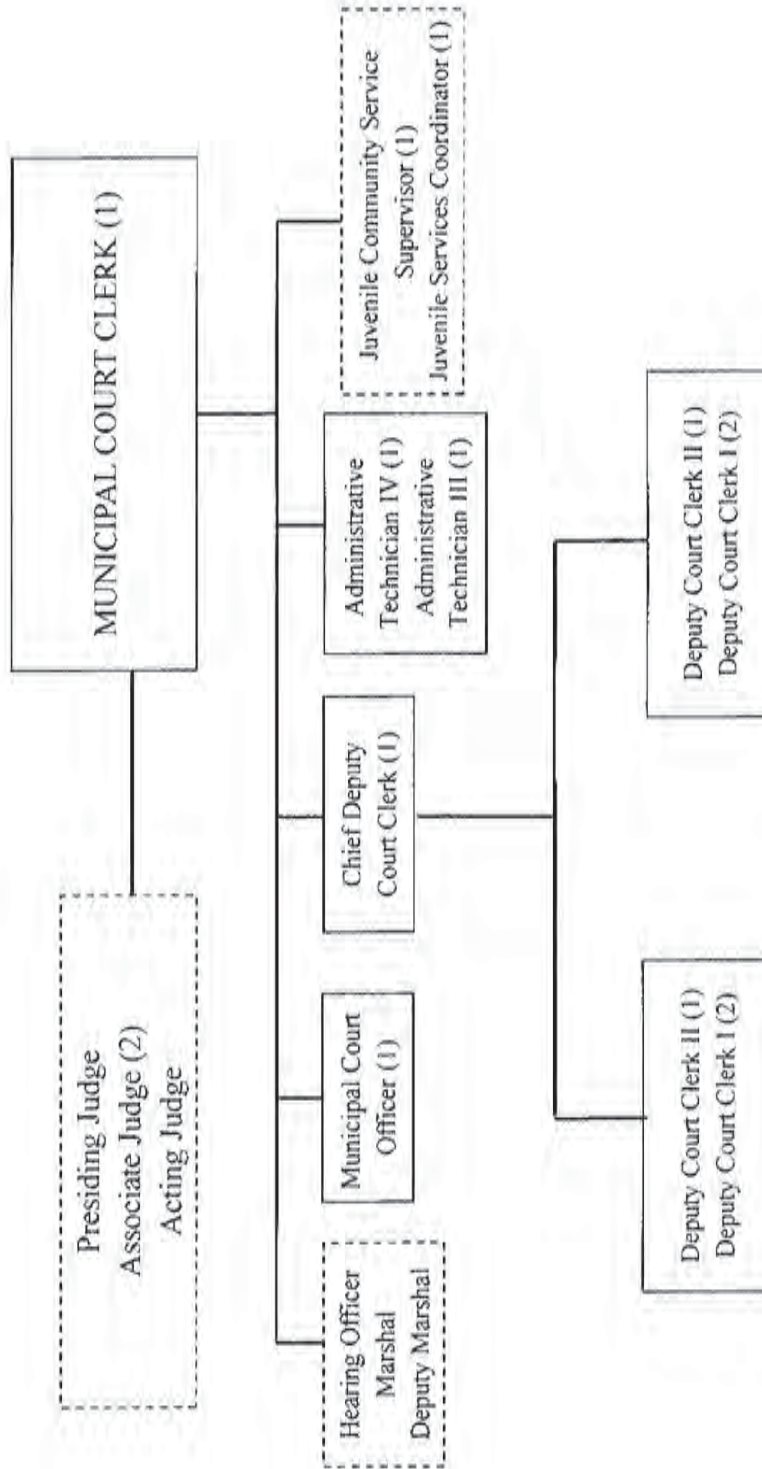 MUNICIPAL COURT CLERK (1)
Presiding Judge
Associate Judge (2)
Acting Judge
Hearing Officer
Marshal
Deputy Marshal
Municipal Court
Officer (1)
Chief Deputy
Court Clerk (1)
Administrative
Technician IV (1)
Administrative
Technician III (1)
Juvenile Community Service
Supervisor (1)
Juvenile Services Coordinator (1)
Deputy Court Clerk II (1)
Deputy Court Clerk I (2)
Deputy Court Clerk II (1)
Deputy Court Clerk I (2)